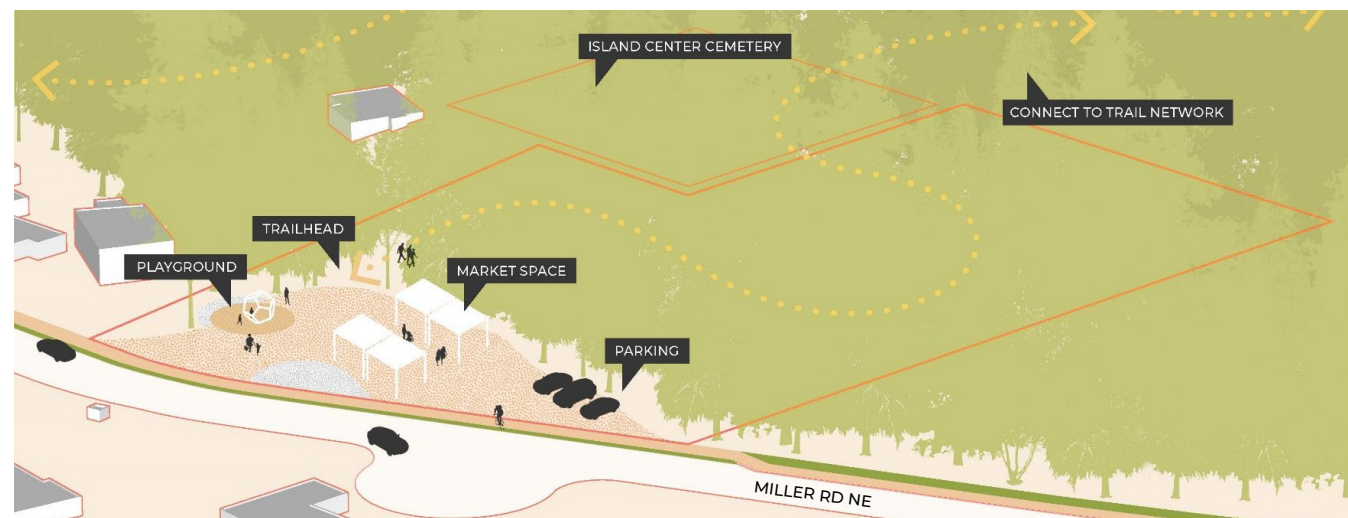 ISLAND CENTER CEMETERY
CONNECT TO TRAIL NETWORK
TRAILHEAD
PLAYGROUND
MARKET SPACE
PARKING
MILLER RD NE